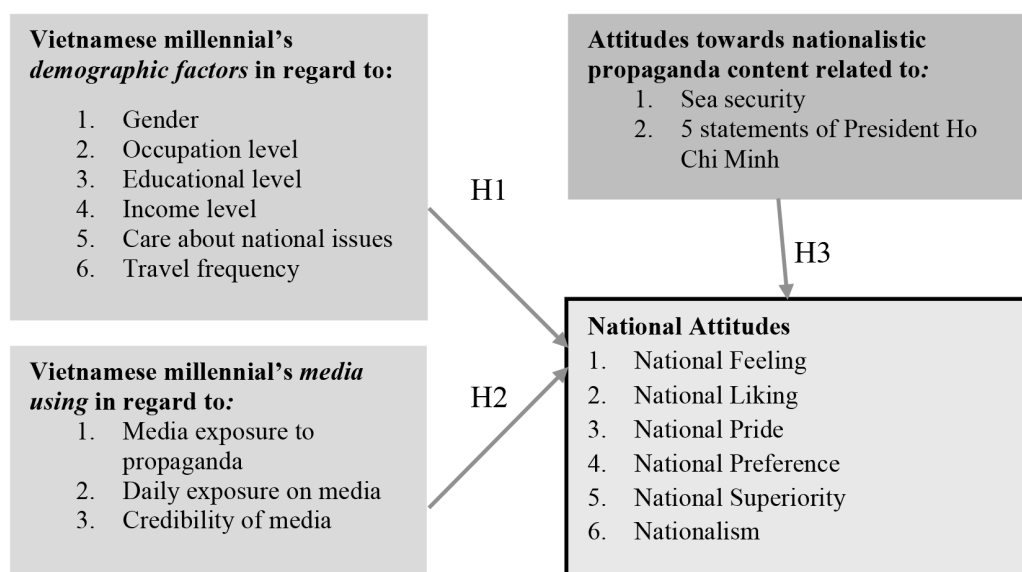 Vietnamese millennial's
demographic factors in regard to:
1. Gender
2. Occupation level
3. Educational level
4. Income level
5. Care about national issues
6. Travel frequency
H1
Attitudes towards nationalistic
propaganda content related to:
1. Sea security
2. 5 statements of President Ho
Chi Minh
H3
Vietnamese millennial's media
using in regard to:
1. Media exposure to
propaganda
2. Daily exposure on media
3. Credibility of media
H2
National Attitudes
1. National Feeling
2. National Liking
3. National Pride
4. National Preference
5. National Superiority
6. Nationalism